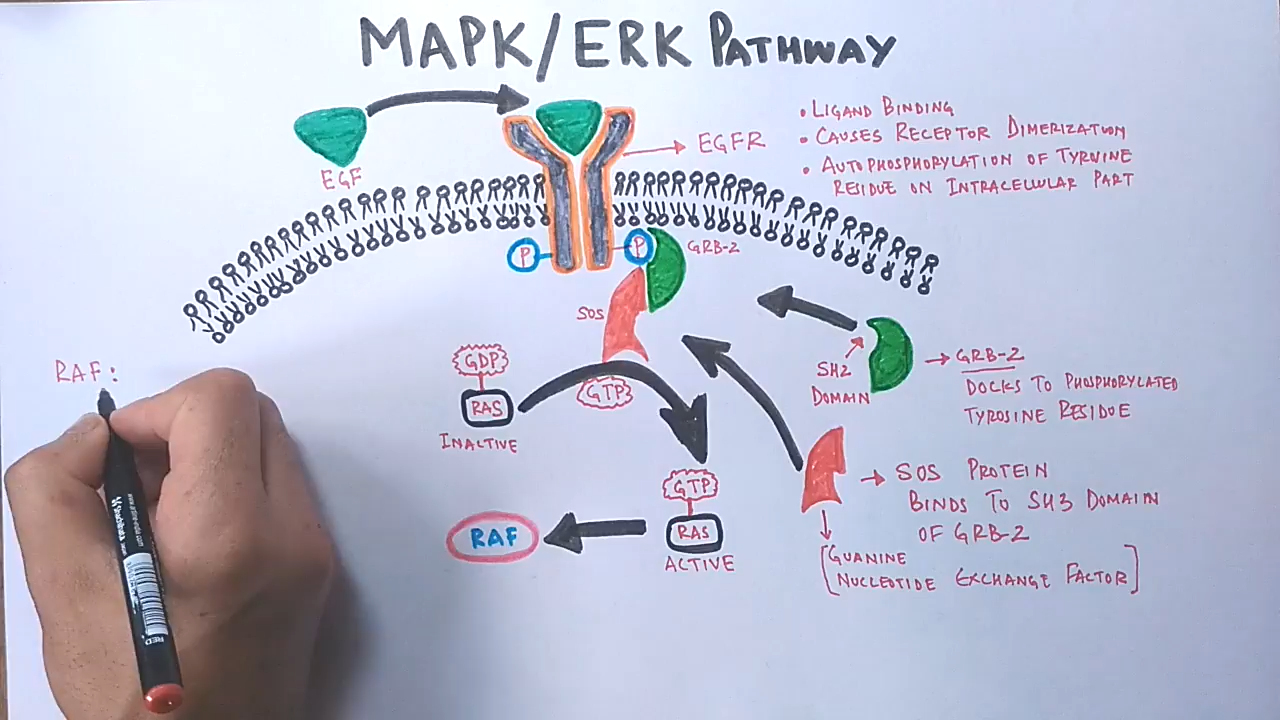 MAPK/ERK PATHWAY
EGF
EGFR
• LIGAND BINDING
• CAUSES RECEPTOR DIMERIZATION
• AUTOPHOSPHORYLATION OF TYROINE
RESIDUE ON INTRACELLULAR PART
P
P
GRB-2
SOS
RAF:
GDP
RAS
INACTIVE
GTP
SH2
DOMAIN
GRB-2
DOCKS TO PHOSPHORYLATED
TYROSINE RESIDUE
SOS PROTEIN
BINDS TO SH3 DOMAIN
OF GRB-2
[GUANINE
NUCLEOTIDE EXCHANGE FACTOR]
GTP
RAS
ACTIVE
RAF
RED